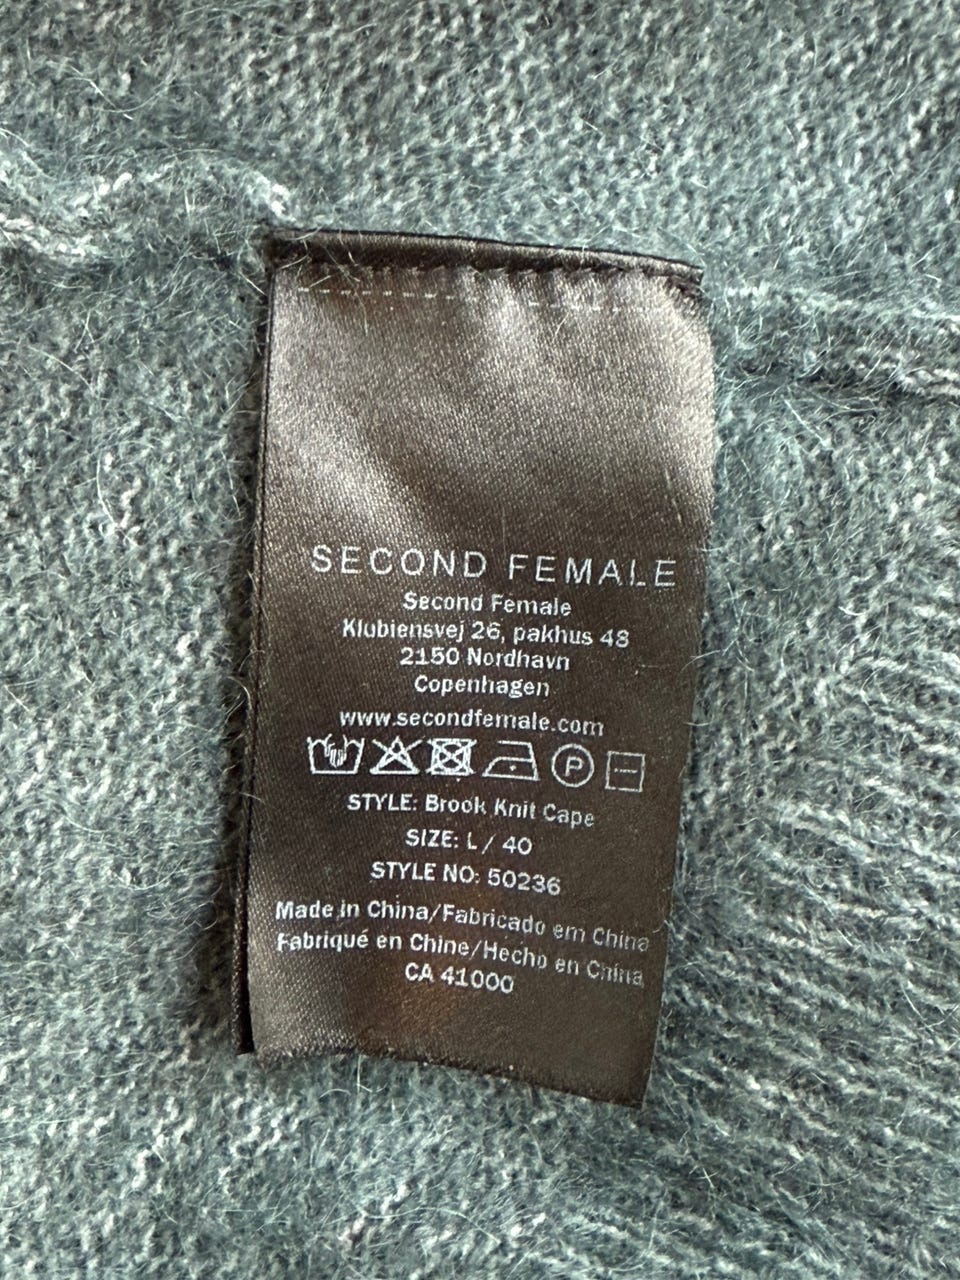 SECOND FEMALE
Second Female
Klubiensvej 26, pakhus 48
2150 Nordhavn
Copenhagen
www.secondfemale.com
P
STYLE: Brook Knit Cape
SIZE: L / 40
STYLE NO: 50236
Made in China/Fabricado em China
Fabriqué en Chine/Hecho en China
CA 41000